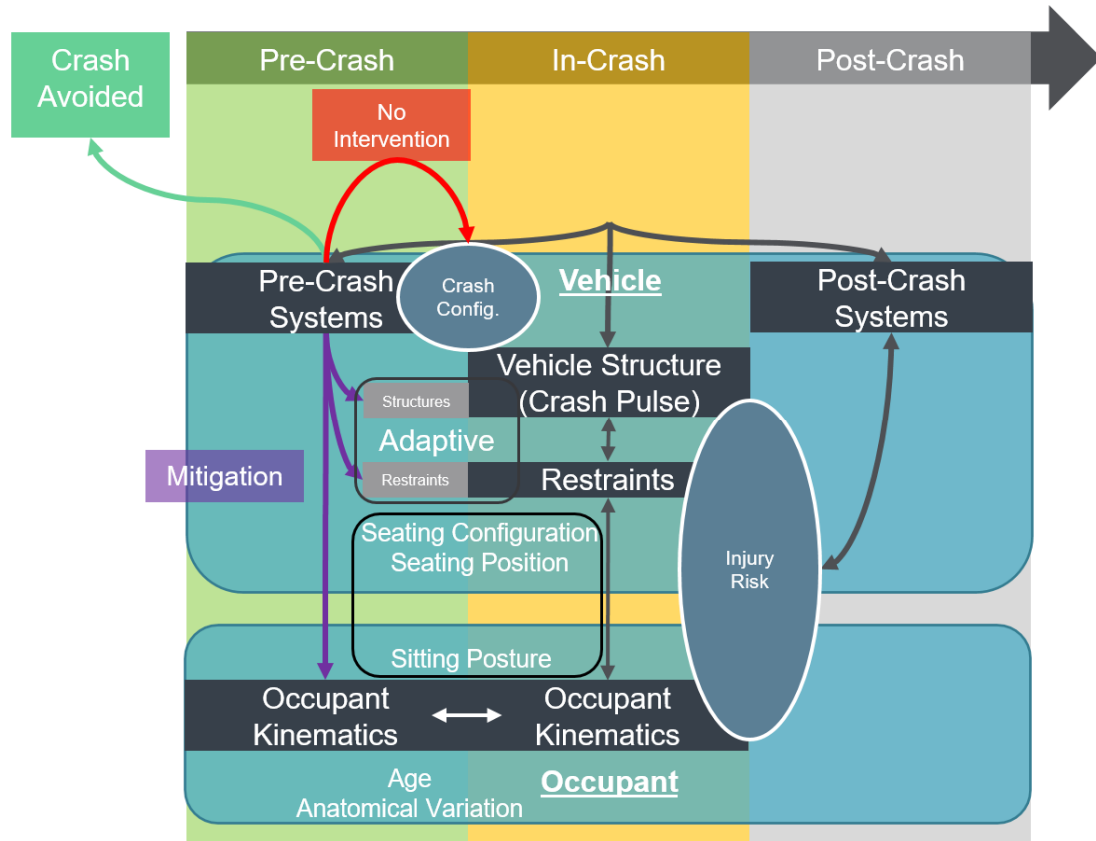 Crash
Avoided
Pre-Crash
In-Crash
Post-Crash
No
Intervention
Pre-Crash
Systems
Crash
Config.
Vehicle
Post-Crash
Systems
Vehicle Structure
(Crash Pulse)
Structures
Adaptive
Restraints
Restraints
Mitigation
Seating Configuration
Seating Position
Injury
Risk
Sitting Posture
Occupant
Kinematics
Occupant
Kinematics
Age
Anatomical Variation
Occupant